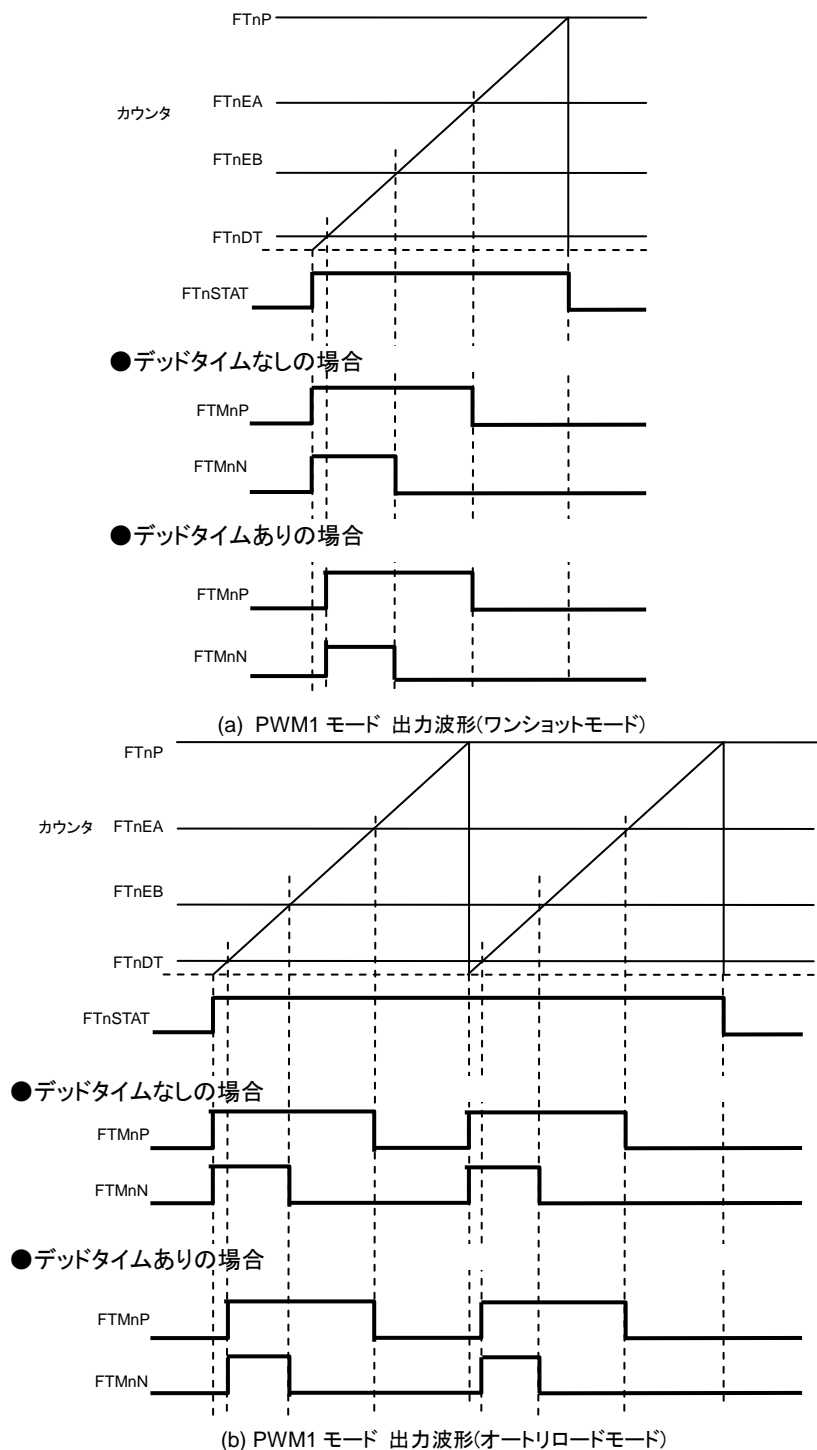 FTnP
カウンタ
FTnEA
FTnEB
FTnDT
FTnSTAT
●デッドタイムなしの場合
FTMnP
FTMnN
●デッドタイムありの場合
FTMnP
FTMnN
(a) PWM1 モード 出力波形(ワンショットモード)
FTnP
カウンタ FTnEA
FTnEB
FTnDT
FTnSTAT
●デッドタイムなしの場合
FTMnP
FTMnN
●デッドタイムありの場合
FTMnP
FTMnN
(b) PWM1 モード 出力波形(オートリロードモード)